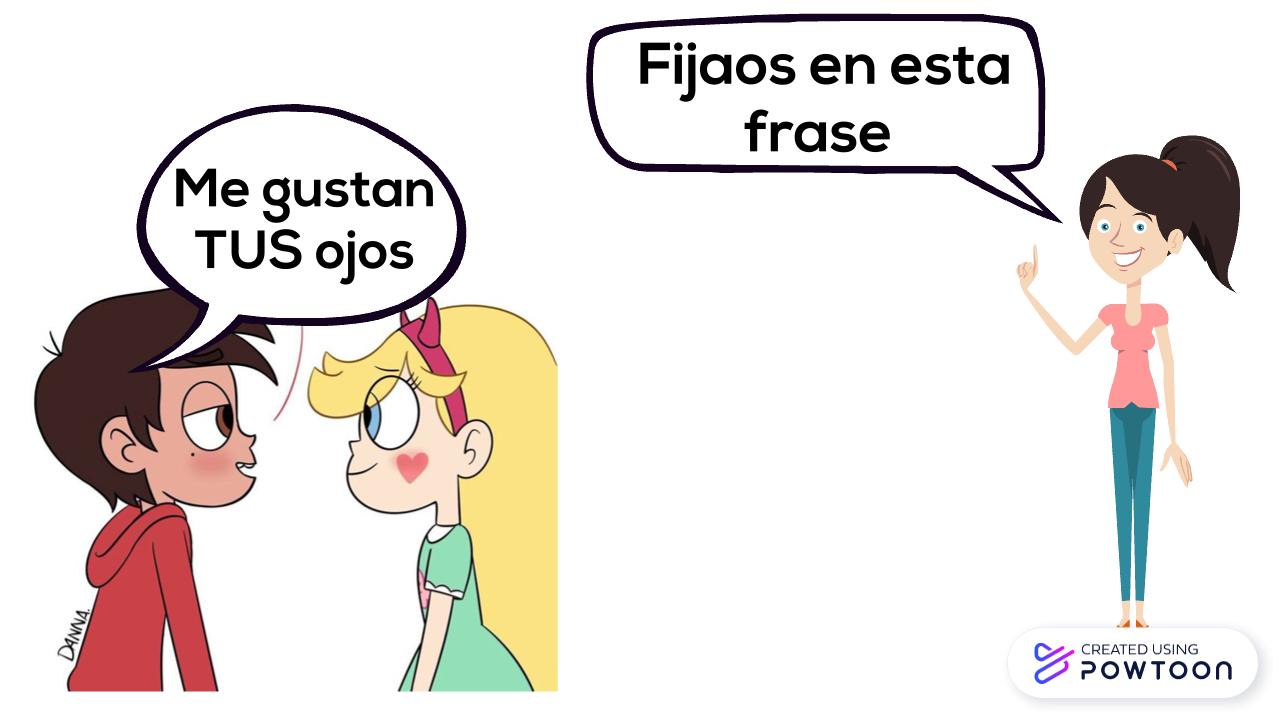 Fijaos en esta
frase
Me gustan
TUS ojos
DANNA.
CREATED USING
POWTOON